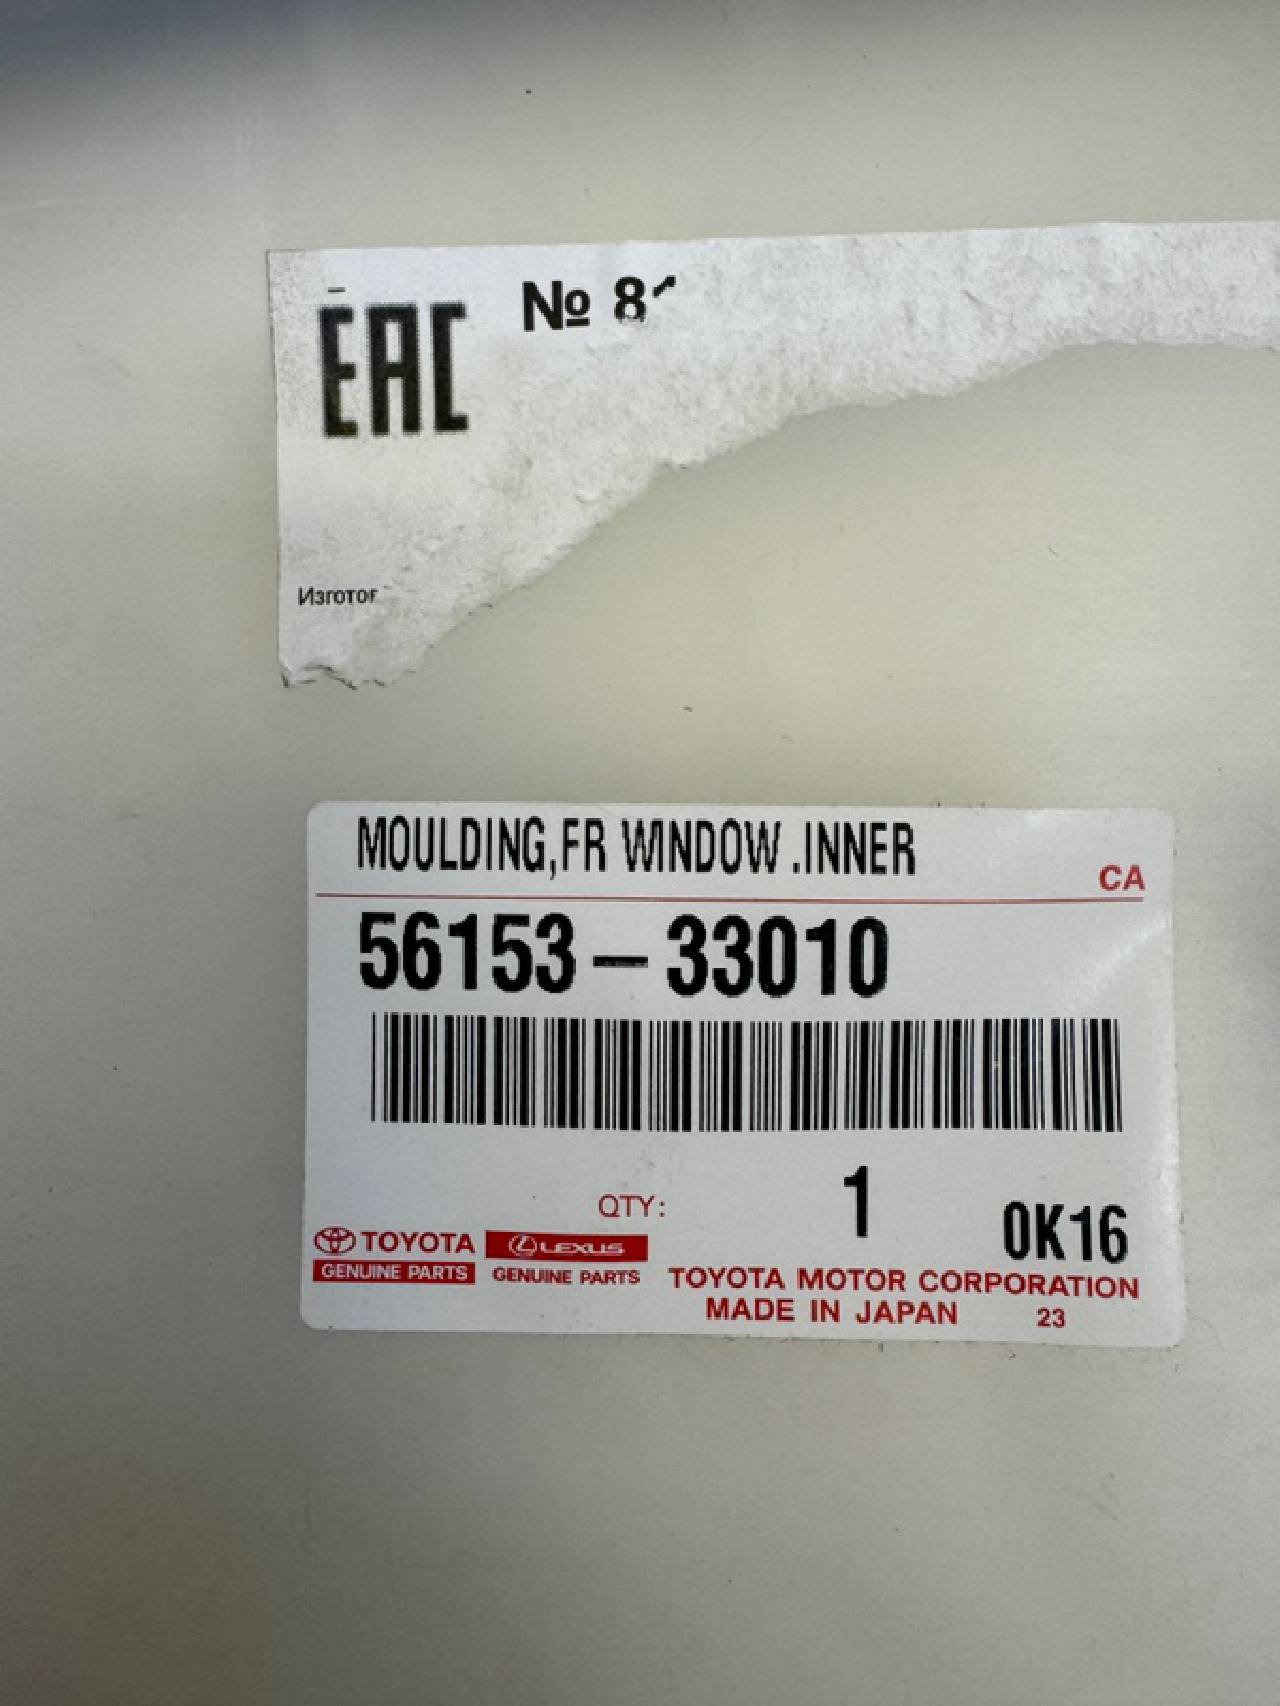 № 8
EAC
Изготов
MOULDING,FR WINDOW .INNER
CA
56153-33010
QTY: 1
0K16
TOYOTA
GENUINE PARTS
LEXUS
GENUINE PARTS
TOYOTA MOTOR CORPORATION
MADE IN JAPAN 23